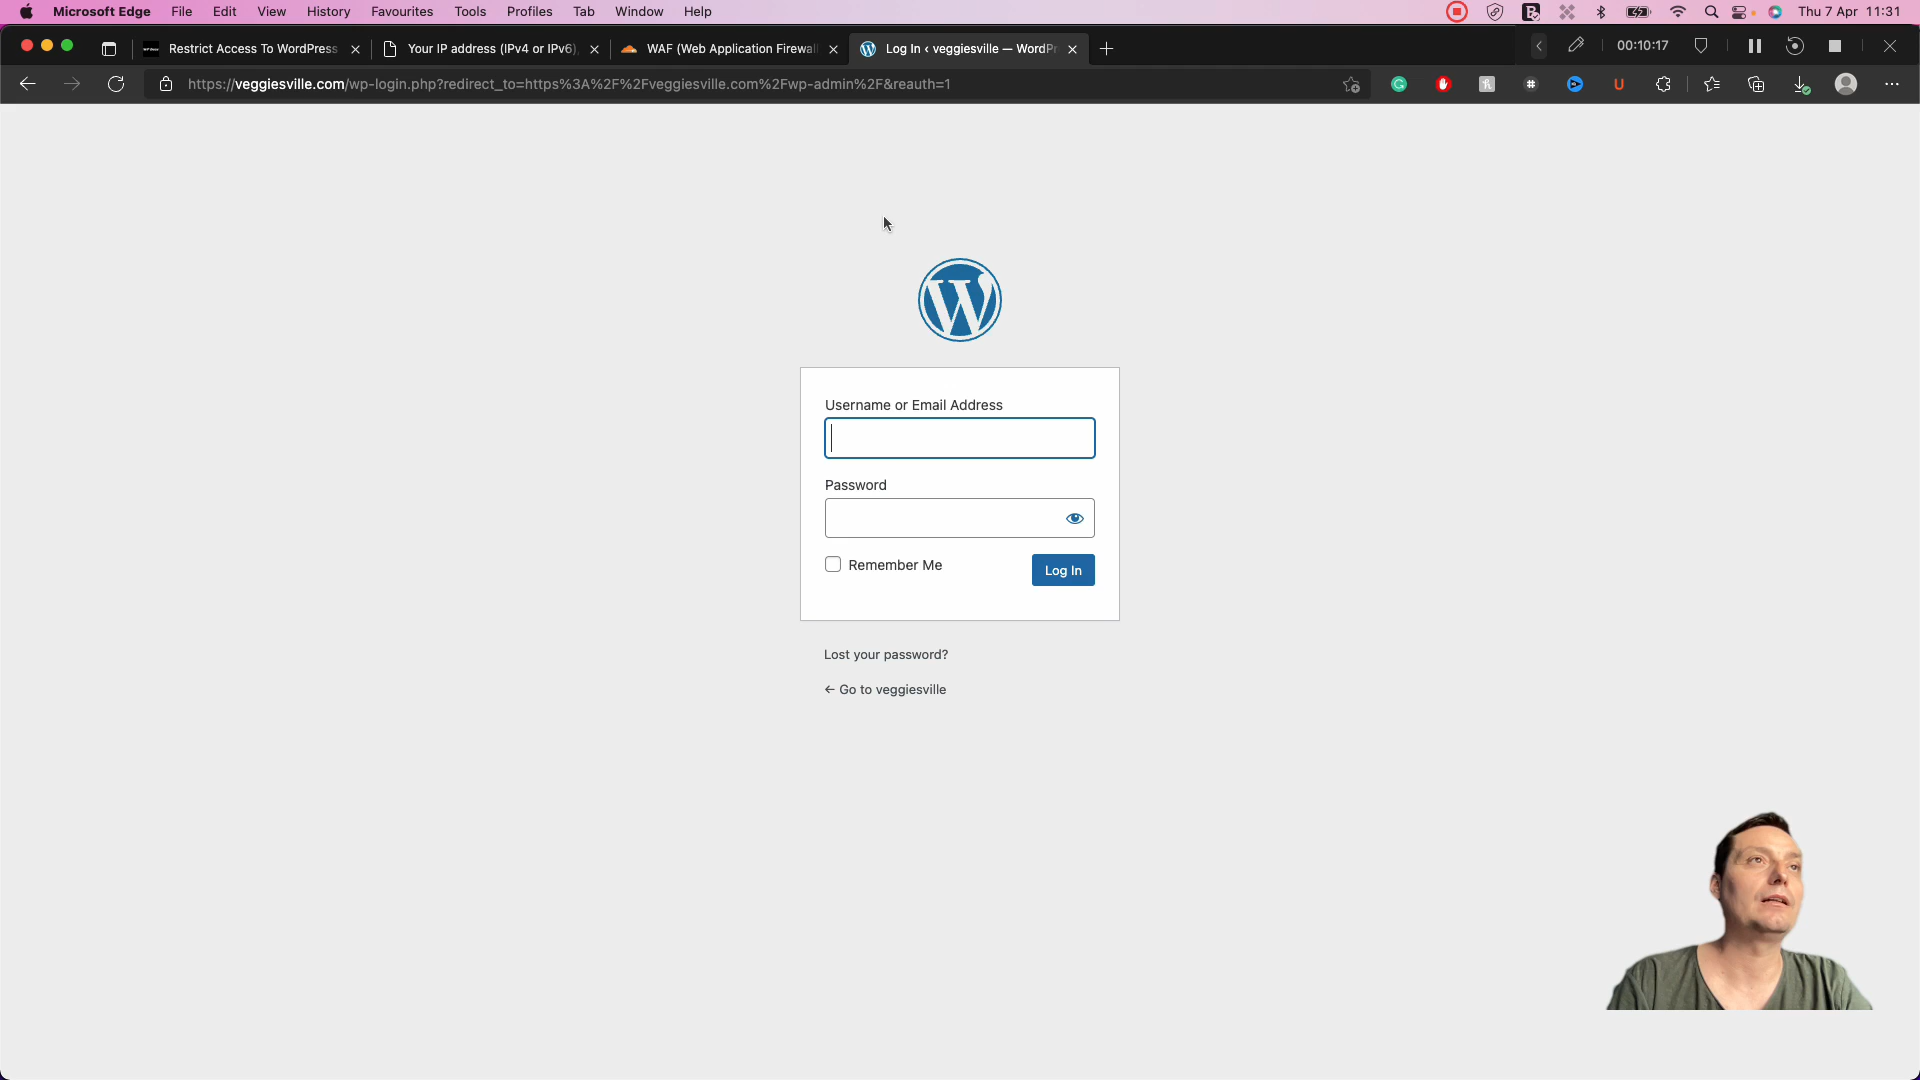 Microsoft Edge File Edit View History Favourites Tools Profiles Tab Window Help Thu 7 Apr 11:31
Restrict Access To WordPress Your IP address (IPv4 or IPv6) WAF (Web Application Firewall Log In ‹ veggiesville — WordPr 00:10:17
https://veggiesville.com/wp-login.php?redirect_to=https%3A%2F%2Fveggiesville.com%2Fwp-admin%2F&reauth=1
Username or Email Address
Password
Remember Me Log In
Lost your password?
← Go to veggiesville